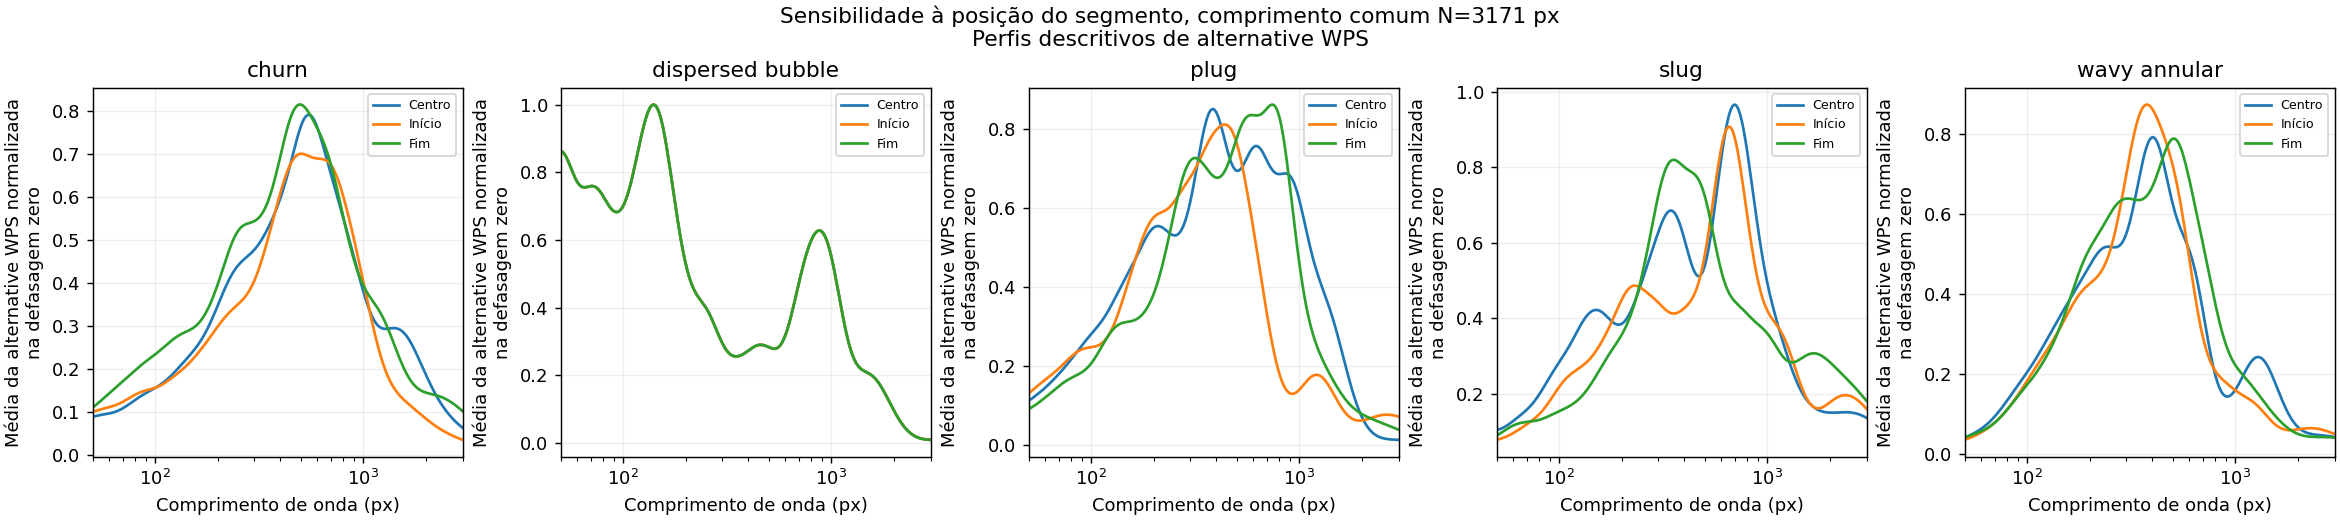 Sensibilidade à posição do segmento, comprimento comum N=3171 px
Perfis descritivos de alternative WPS
churn
Média da alternative WPS normalizada
na defasagem zero
0.8
0.7
0.6
0.5
0.4
0.3
0.2
0.1
0.0
Centro
Início
Fim
10²
10³
Comprimento de onda (px)
dispersed bubble
Média da alternative WPS normalizada
na defasagem zero
1.0
0.8
0.6
0.4
0.2
0.0
Centro
Início
Fim
10²
10³
Comprimento de onda (px)
plug
Média da alternative WPS normalizada
na defasagem zero
0.8
0.6
0.4
0.2
0.0
Centro
Início
Fim
10²
10³
Comprimento de onda (px)
slug
Média da alternative WPS normalizada
na defasagem zero
1.0
0.8
0.6
0.4
0.2
Centro
Início
Fim
10²
10³
Comprimento de onda (px)
wavy annular
Média da alternative WPS normalizada
na defasagem zero
0.8
0.6
0.4
0.2
0.0
Centro
Início
Fim
10²
10³
Comprimento de onda (px)